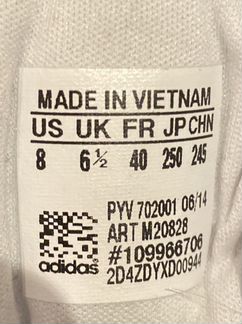 MADE IN VIETNAM
US UK FR JP CHN
8 6½ 40 250 245
PYV 702001 06/14
ART M20828
#109966706
adidas
2D4ZDYXD00944